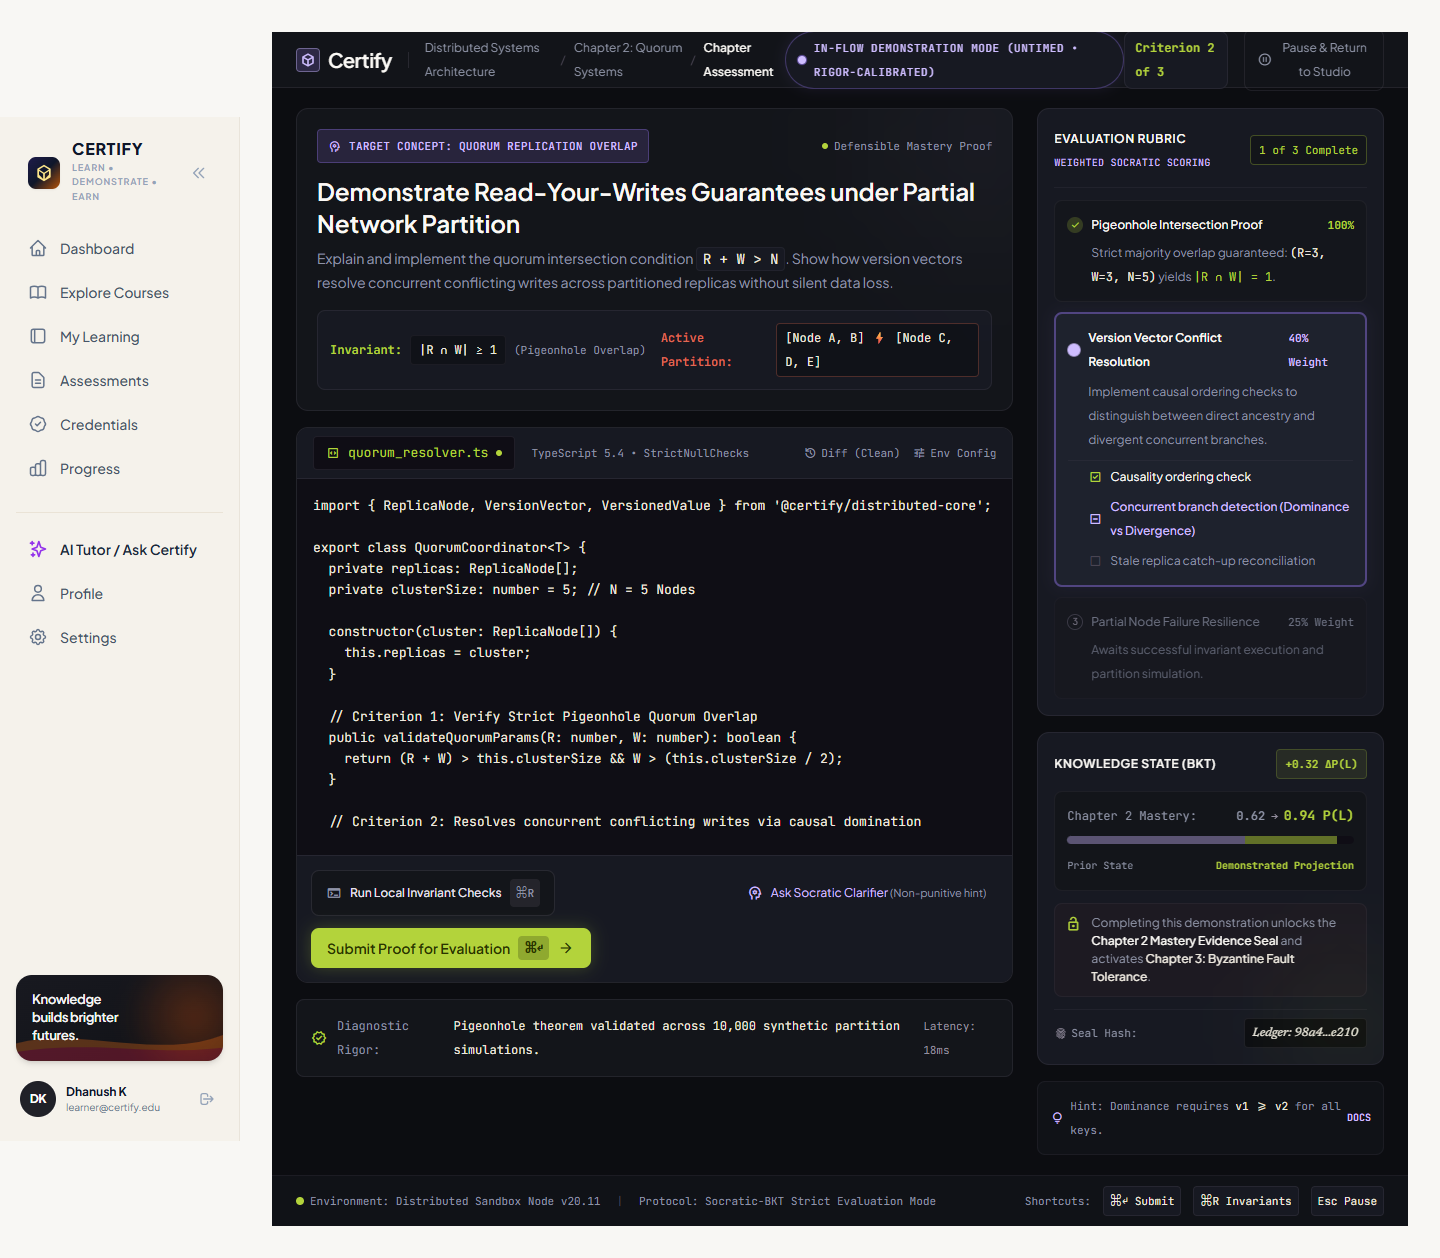 CERTIFY
LEARN •
DEMONSTRATE •
EARN
Dashboard
Explore Courses
My Learning
Assessments
Credentials
Progress
AI Tutor / Ask Certify
Profile
Settings
Knowledge
builds brighter
futures.
DK
Dhanush K
learner@certify.edu
Certify
Distributed Systems
Architecture
/
Chapter 2: Quorum
Systems
/
Chapter
Assessment
IN-FLOW DEMONSTRATION MODE (UNTIMED •
RIGOR-CALIBRATED)
Criterion 2
of 3
Pause & Return
to Studio
TARGET CONCEPT: QUORUM REPLICATION OVERLAP
Defensible Mastery Proof
Demonstrate Read-Your-Writes Guarantees under Partial
Network Partition
Explain and implement the quorum intersection condition R + W > N . Show how version vectors
resolve concurrent conflicting writes across partitioned replicas without silent data loss.
Invariant: |R ∩ W| ≥ 1 (Pigeonhole Overlap)
Active
Partition:
[Node A, B] ⚡ [Node C,
D, E]
quorum_resolver.ts
TypeScript 5.4 • StrictNullChecks
Diff (Clean)
Env Config
import { ReplicaNode, VersionVector, VersionedValue } from '@certify/distributed-core';
export class QuorumCoordinator<T> {
private replicas: ReplicaNode[];
private clusterSize: number = 5; // N = 5 Nodes
constructor(cluster: ReplicaNode[]) {
this.replicas = cluster;
}
// Criterion 1: Verify Strict Pigeonhole Quorum Overlap
public validateQuorumParams(R: number, W: number): boolean {
return (R + W) > this.clusterSize && W > (this.clusterSize / 2);
}
// Criterion 2: Resolves concurrent conflicting writes via causal domination
Run Local Invariant Checks ⌘R
Ask Socratic Clarifier (Non-punitive hint)
Submit Proof for Evaluation ⌘↵ →
Diagnostic
Rigor:
Pigeonhole theorem validated across 10,000 synthetic partition
simulations.
Latency:
18ms
EVALUATION RUBRIC
WEIGHTED SOCRATIC SCORING
1 of 3 Complete
Pigeonhole Intersection Proof 100%
Strict majority overlap guaranteed: (R=3,
W=3, N=5) yields |R ∩ W| = 1.
Version Vector Conflict
Resolution
40%
Weight
Implement causal ordering checks to
distinguish between direct ancestry and
divergent concurrent branches.
Causality ordering check
Concurrent branch detection (Dominance
vs Divergence)
Stale replica catch-up reconciliation
3 Partial Node Failure Resilience 25% Weight
Awaits successful invariant execution and
partition simulation.
KNOWLEDGE STATE (BKT)
+0.32 ΔP(L)
Chapter 2 Mastery: 0.62 → 0.94 P(L)
Prior State
Demonstrated Projection
Completing this demonstration unlocks the
Chapter 2 Mastery Evidence Seal and
activates Chapter 3: Byzantine Fault
Tolerance.
Seal Hash: Ledger: 98a4...e210
Hint: Dominance requires v1 ⩾ v2 for all
keys.
DOCS
Environment: Distributed Sandbox Node v20.11 | Protocol: Socratic-BKT Strict Evaluation Mode
Shortcuts: ⌘↵ Submit ⌘R Invariants Esc Pause